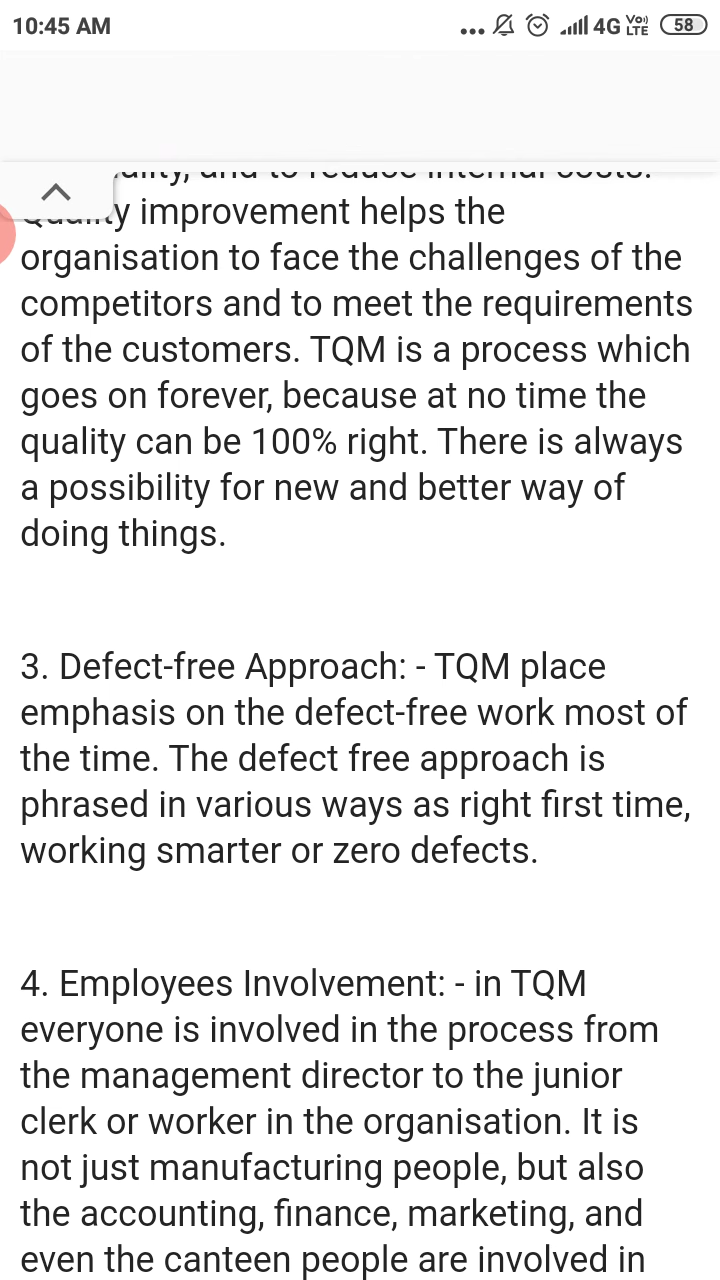 10:45 AM
... 4G Vo)) LTE 58
improvement helps the
organisation to face the challenges of the
competitors and to meet the requirements
of the customers. TQM is a process which
goes on forever, because at no time the
quality can be 100% right. There is always
a possibility for new and better way of
doing things.
3. Defect-free Approach: - TQM place
emphasis on the defect-free work most of
the time. The defect free approach is
phrased in various ways as right first time,
working smarter or zero defects.
4. Employees Involvement: - in TQM
everyone is involved in the process from
the management director to the junior
clerk or worker in the organisation. It is
not just manufacturing people, but also
the accounting, finance, marketing, and
even the canteen people are involved in